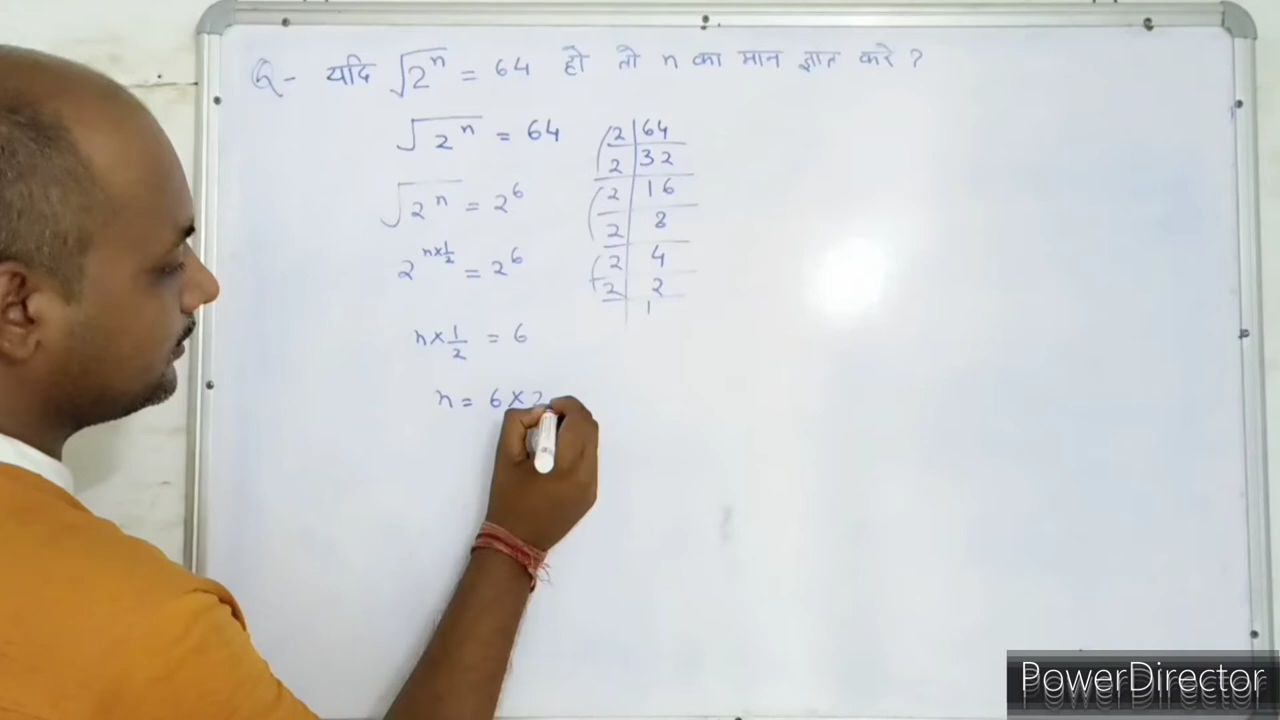 Q- यदि √2ⁿ = 64 हो तो n का मान ज्ञात करे ?
√2ⁿ = 64
√2ⁿ = 2⁶
2^(n×1/2) = 2⁶
n×1/2 = 6
n = 6×2
2 | 64
2 | 32
2 | 16
2 | 8
2 | 4
2 | 2
1
PowerDirector